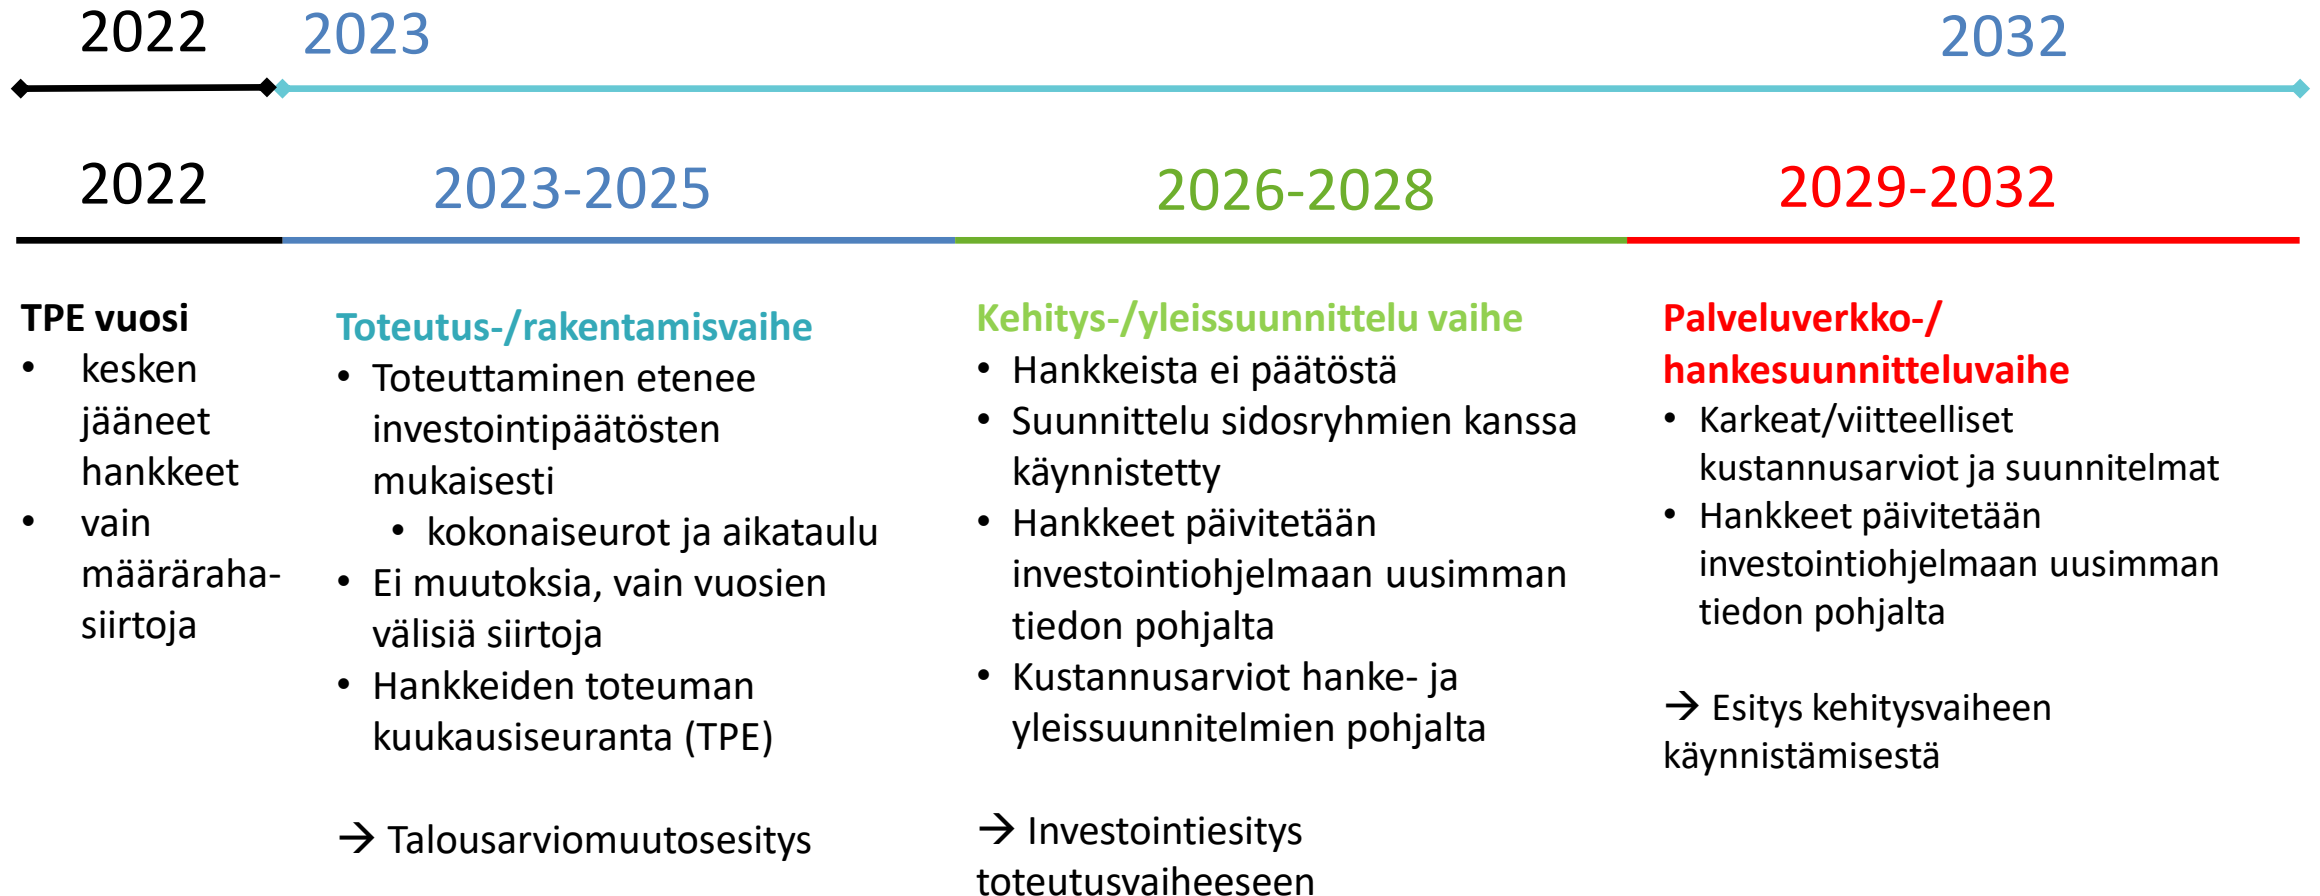 2022 2023 2032
2022 2023-2025 2026-2028 2029-2032
TPE vuosi
• kesken
jääneet
hankkeet
• vain
määräraha-
siirtoja
Toteutus-/rakentamisvaihe
• Toteuttaminen etenee
investointipäätösten
mukaisesti
• kokonaiseurot ja aikataulu
• Ei muutoksia, vain vuosien
välisiä siirtoja
• Hankkeiden toteuman
kuukausiseuranta (TPE)
→ Talousarviomuutosesitys
Kehitys-/yleissuunnittelu vaihe
• Hankkeista ei päätöstä
• Suunnittelu sidosryhmien kanssa
käynnistetty
• Hankkeet päivitetään
investointiohjelmaan uusimman
tiedon pohjalta
• Kustannusarviot hanke- ja
yleissuunnitelmien pohjalta
→ Investointiesitys
toteutusvaiheeseen
Palveluverkko-/
hankesuunnitteluvaihe
• Karkeat/viitteelliset
kustannusarviot ja suunnitelmat
• Hankkeet päivitetään
investointiohjelmaan uusimman
tiedon pohjalta
→ Esitys kehitysvaiheen
käynnistämisestä